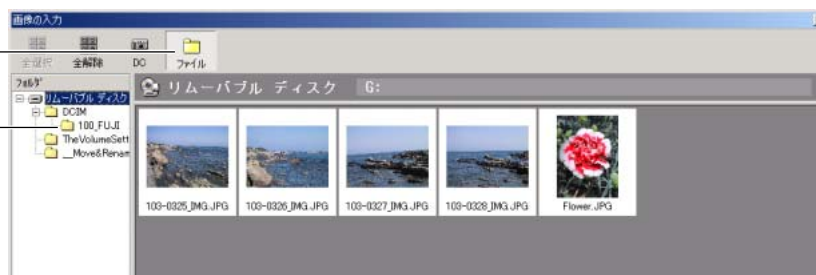 画像の入力
全選択 全解除 DC ファイル
フォルダ
リムーバブル ディスク G:
リムーバブル ディスク
DCIM
100_FUJI
TheVolumeSett
__Move&Renam
103-0325_IMG.JPG 103-0326_IMG.JPG 103-0327_IMG.JPG 103-0328_IMG.JPG Flower.JPG